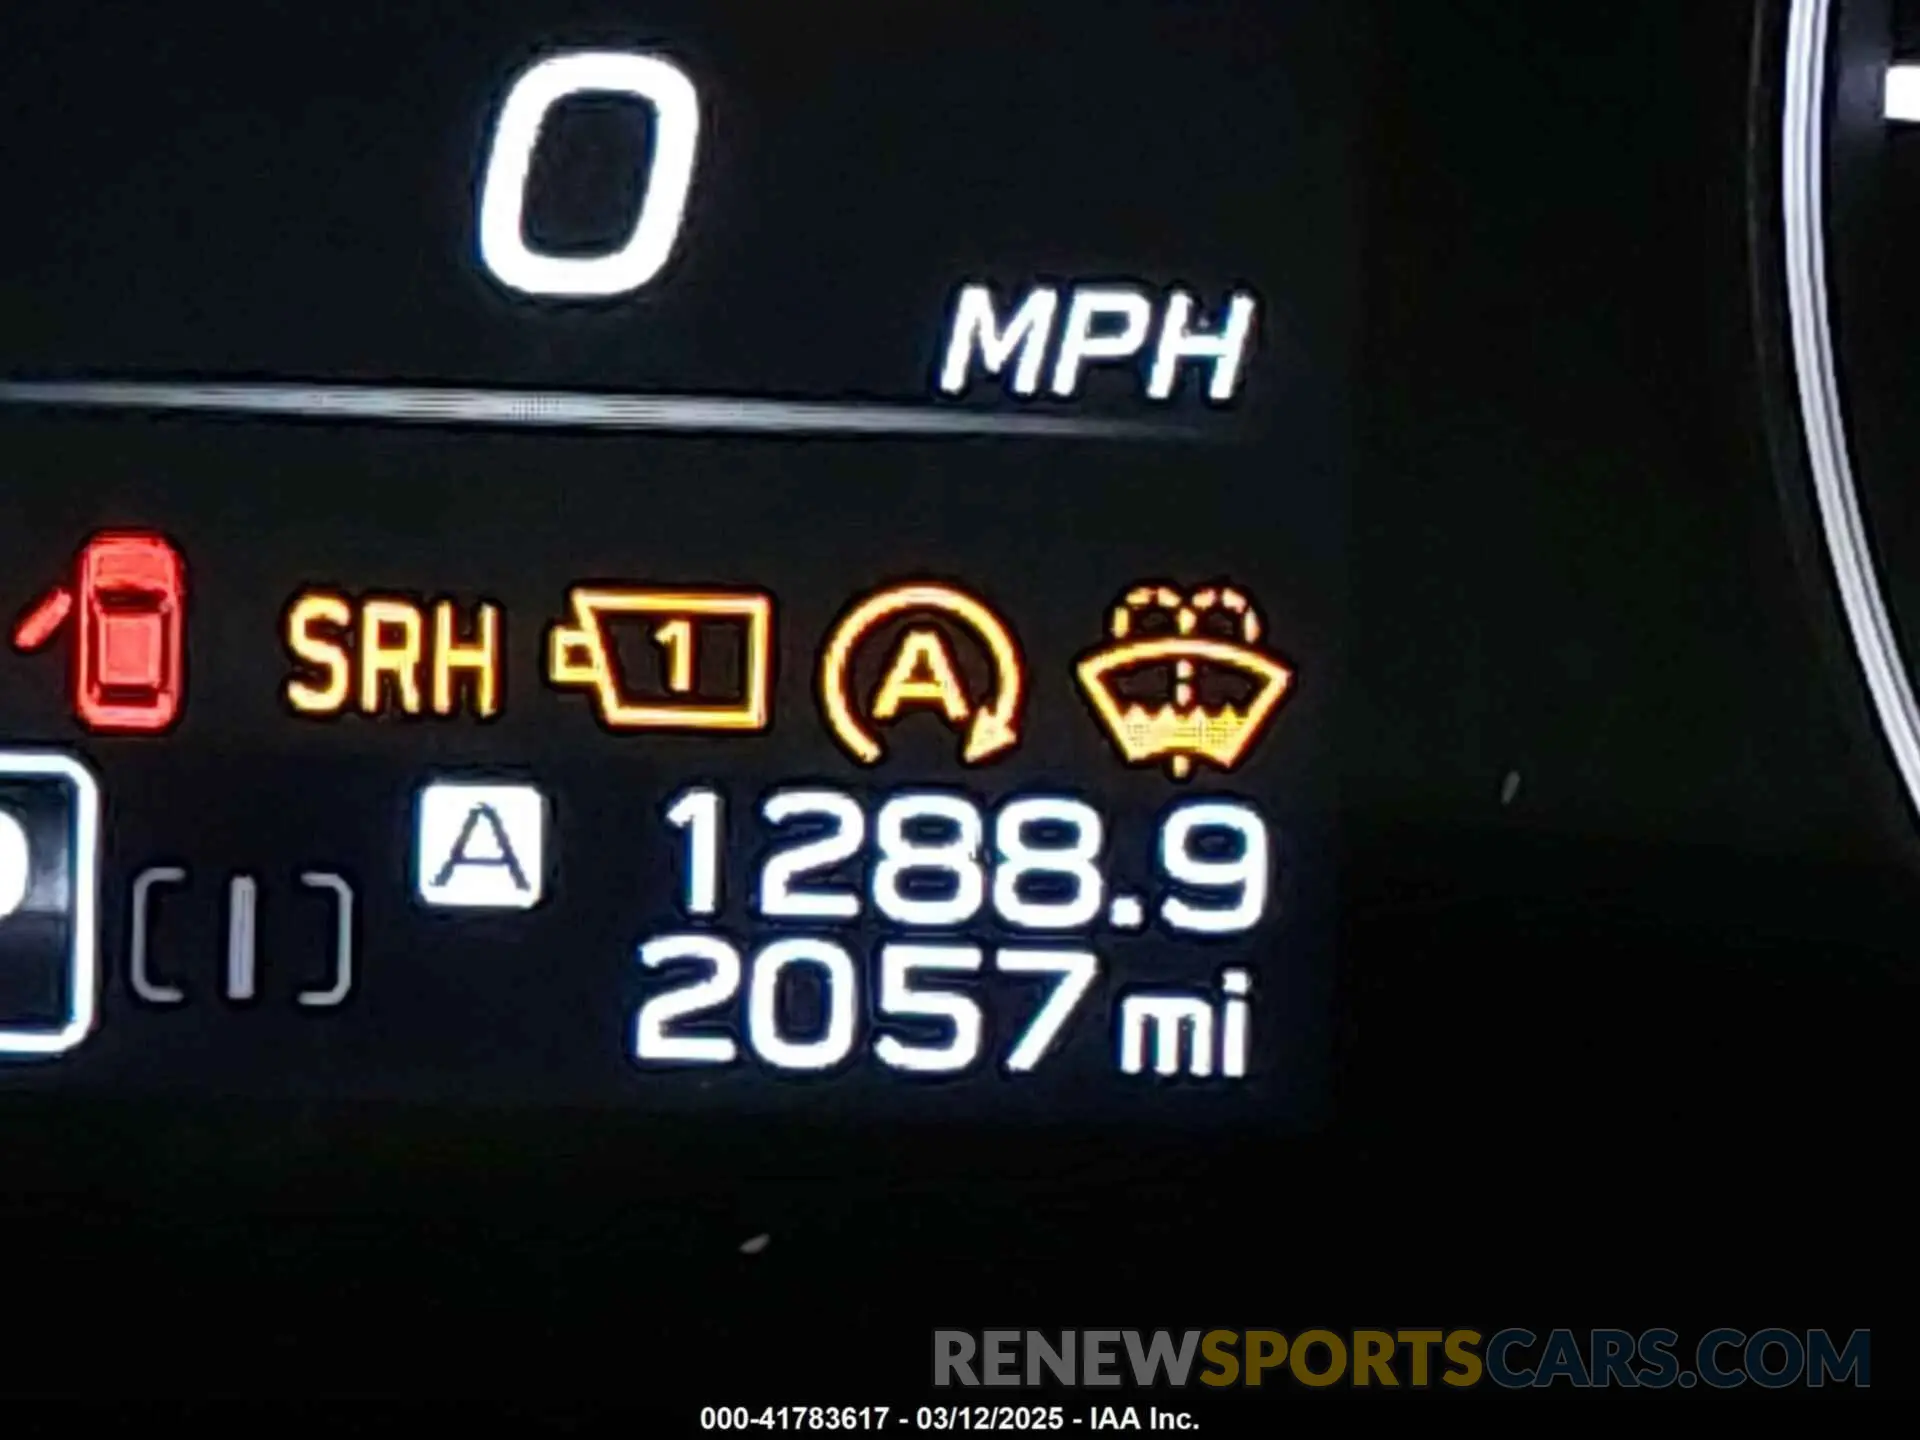 0
MPH
SRH 1 A
A 1288.9
2057 mi
RENEWSPORTSCARS.COM
000-41783617 - 03/12/2025 - IAA Inc.